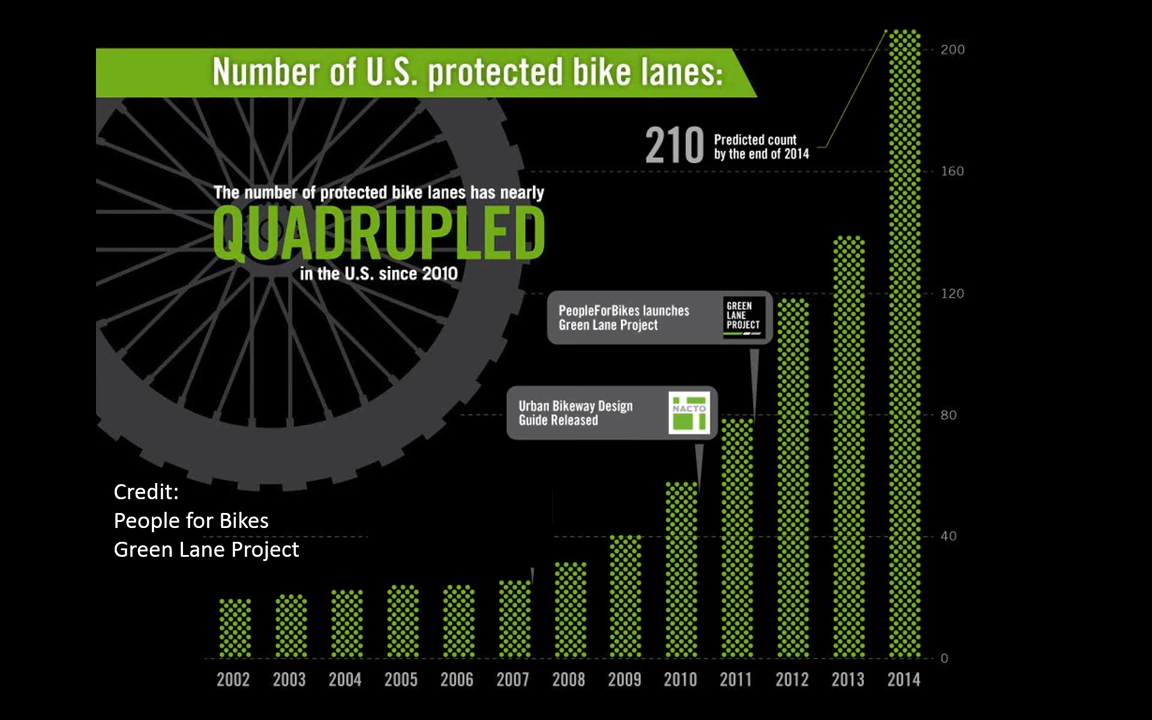 Number of U.S. protected bike lanes:
200
210
Predicted count
by the end of 2014
160
The number of protected bike lanes has nearly
QUADRUPLED
in the U.S. since 2010
120
PeopleForBikes launches
Green Lane Project
GREEN
LANE
PROJECT
80
Urban Bikeway Design
Guide Released
NACTO
Credit:
People for Bikes
Green Lane Project
40
0
2002 2003 2004 2005 2006 2007 2008 2009 2010 2011 2012 2013 2014